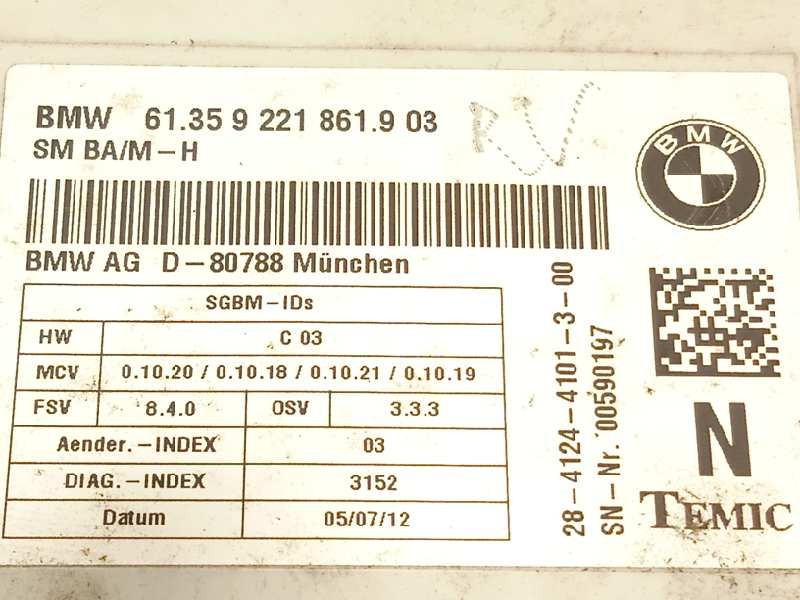 BMW 61.35 9 221 861.9 03
SM BA/M-H
BMW
BMW AG D-80788 München
SGBM-IDs
HW C 03
MCV 0.10.20 / 0.10.18 / 0.10.21 / 0.10.19
FSV 8.4.0 OSV 3.3.3
Aender.-INDEX 03
DIAG.-INDEX 3152
Datum 05/07/12
28-4124-4101-3-00
SN-Nr. 00590197
N
TEMIC